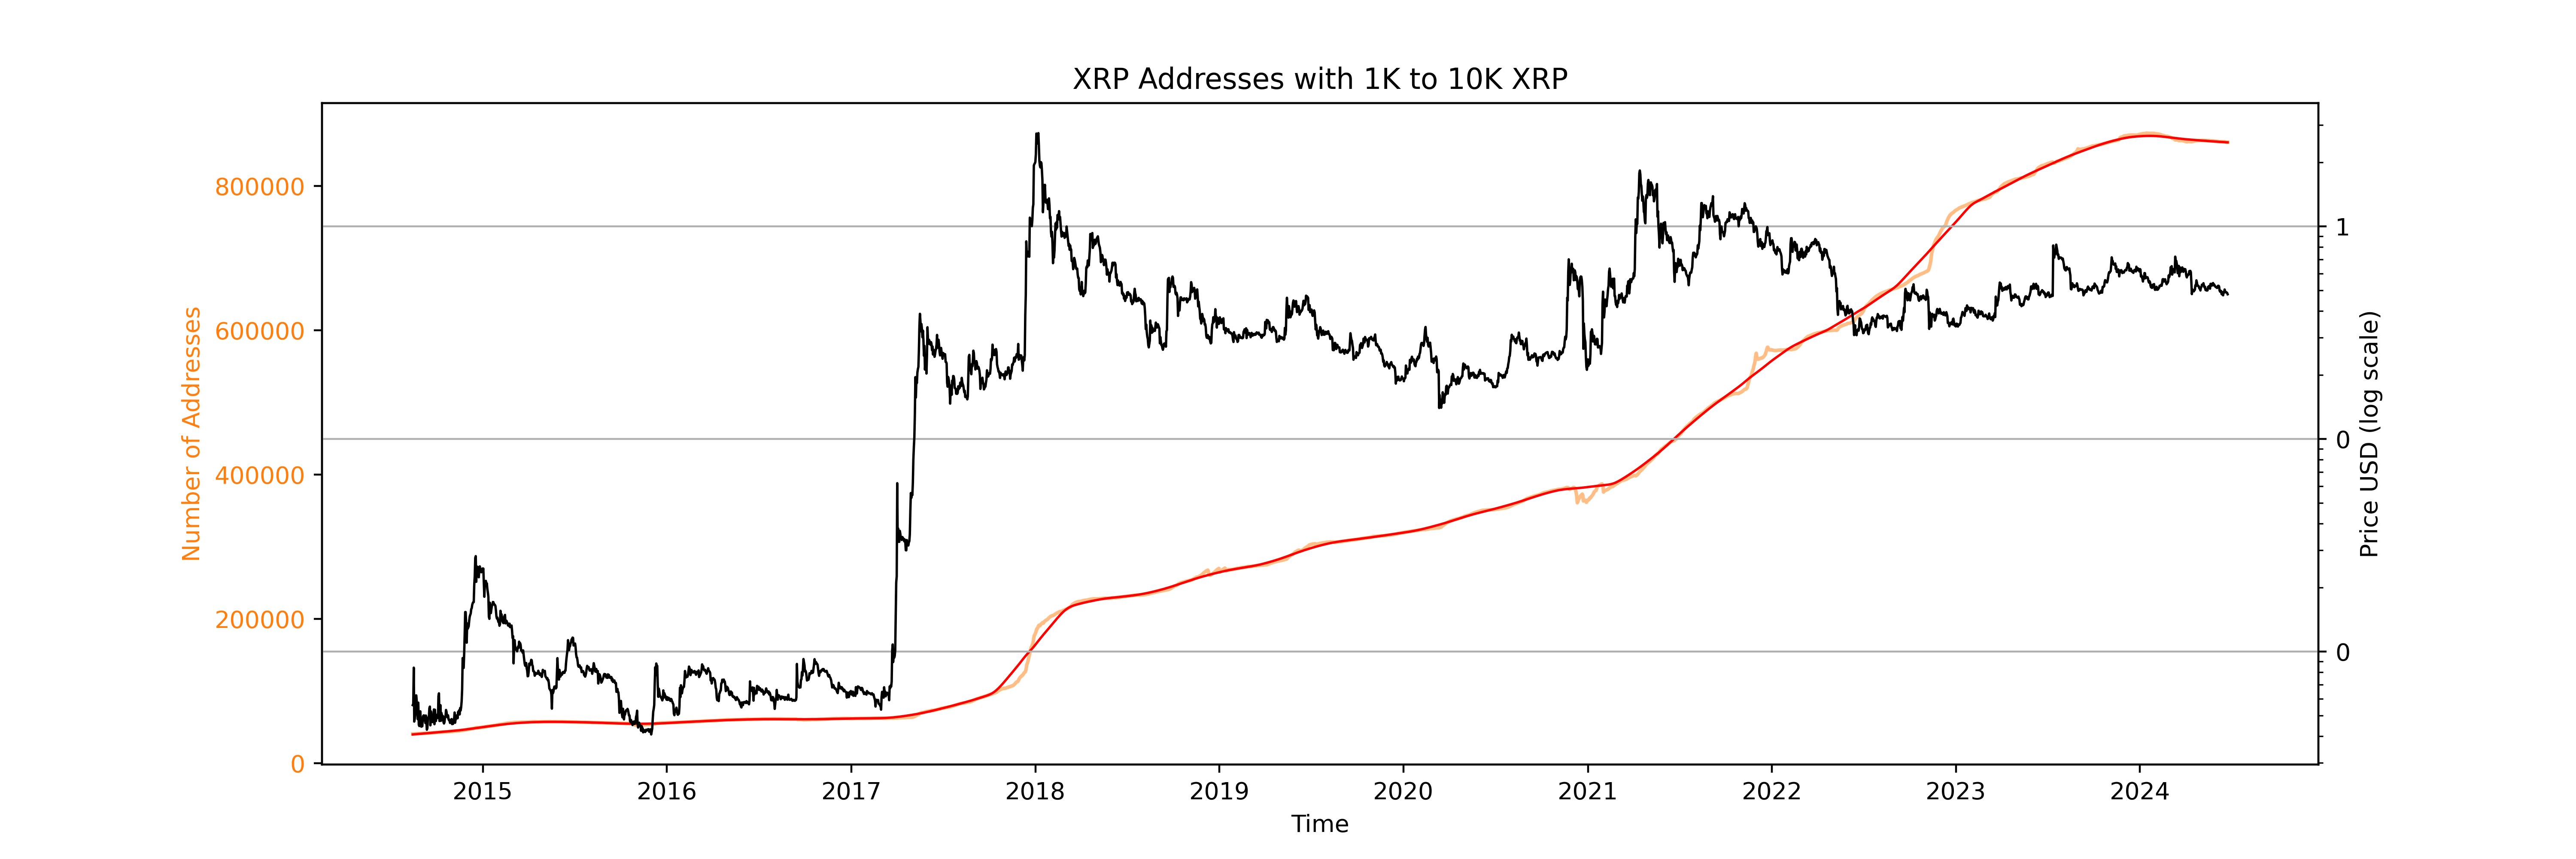 XRP Addresses with 1K to 10K XRP
Number of Addresses
800000
600000
400000
200000
0
1
0
0
Price USD (log scale)
2015 2016 2017 2018 2019 2020 2021 2022 2023 2024
Time